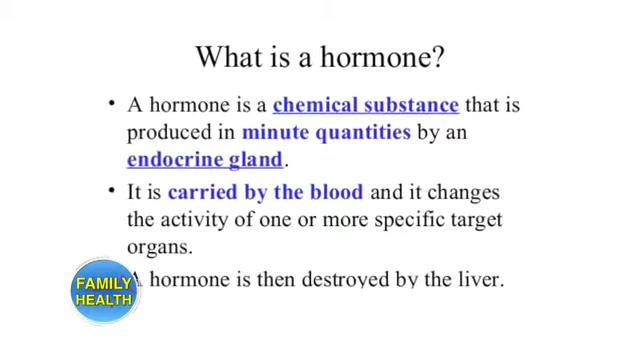 What is a hormone?
• A hormone is a chemical substance that is
produced in minute quantities by an
endocrine gland.
• It is carried by the blood and it changes
the activity of one or more specific target
organs.
A hormone is then destroyed by the liver.
FAMILY
HEALTH